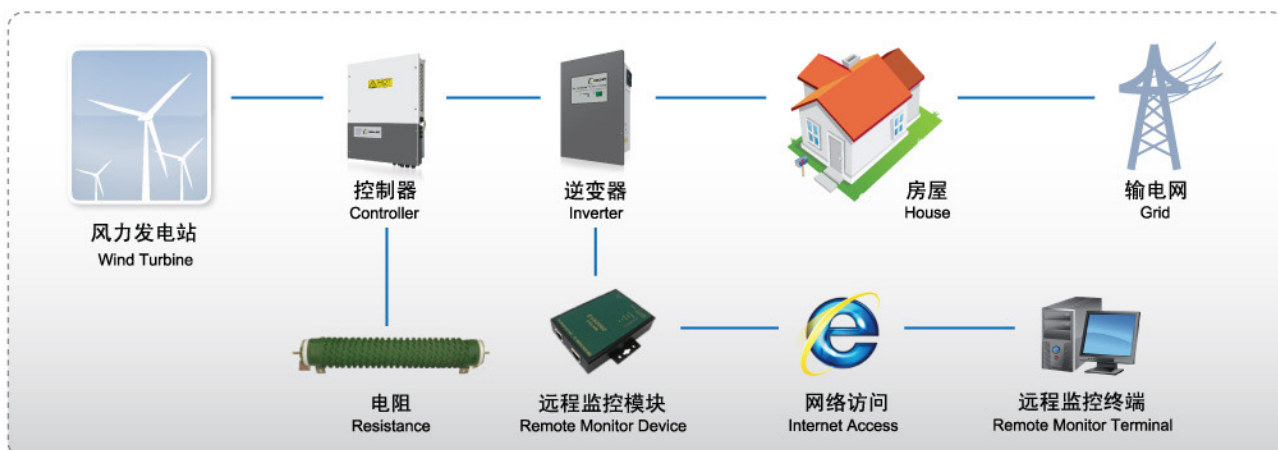 HOT
控制器
Controller
逆变器
Inverter
房屋
House
输电网
Grid
风力发电站
Wind Turbine
电阻
Resistance
远程监控模块
Remote Monitor Device
网络访问
Internet Access
远程监控终端
Remote Monitor Terminal